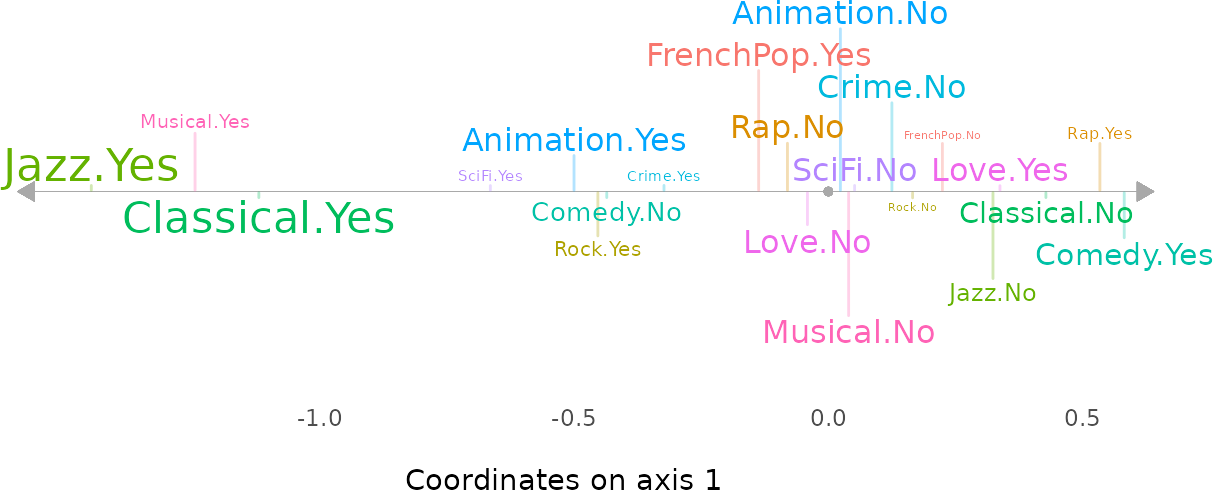 Animation.No
FrenchPop.Yes
Crime.No
Musical.Yes
Rap.No
FrenchPop.No
Rap.Yes
Animation.Yes
Jazz.Yes
SciFi.Yes
Crime.Yes
SciFi.No
Love.Yes
Classical.Yes
Comedy.No
Rock.No
Classical.No
Rock.Yes
Love.No
Comedy.Yes
Jazz.No
Musical.No
-1.0
-0.5
0.0
0.5
Coordinates on axis 1